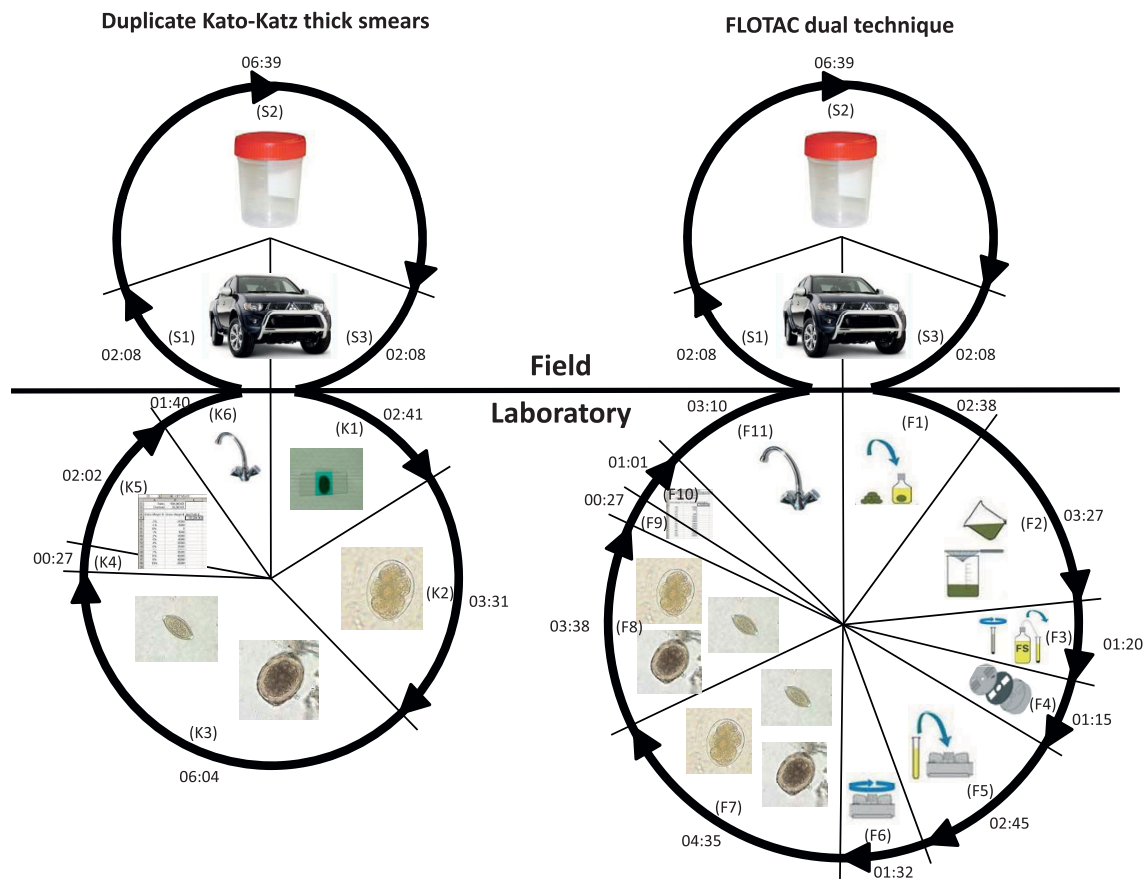 Duplicate Kato-Katz thick smears
FLOTAC dual technique
06:39
(S2)
(S1)
(S3)
02:08
02:08
06:39
(S2)
(S1)
(S3)
02:08
02:08
Field
Laboratory
01:40
(K6)
02:41
(K1)
02:02
(K5)
00:27
(K4)
(K2)
03:31
(K3)
06:04
03:10
(F11)
02:38
(F1)
01:01
(F10)
00:27
(F9)
(F2)
03:27
(F3)
FS
01:20
(F4)
01:15
(F8)
03:38
(F5)
02:45
(F7)
04:35
(F6)
01:32